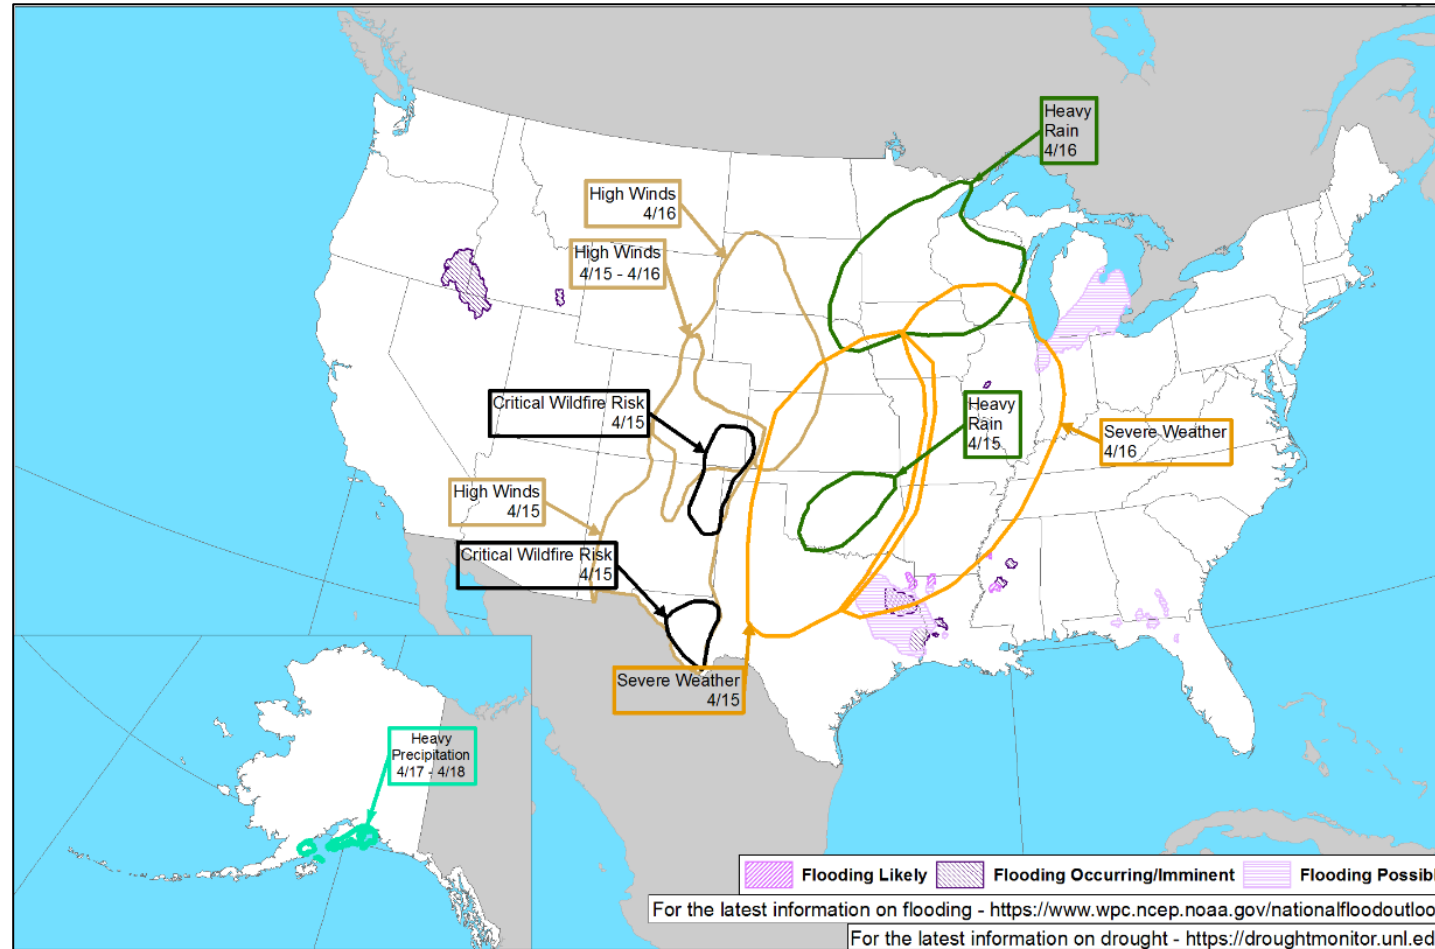 Heavy
Rain
4/16
High Winds
4/16
High Winds
4/15 - 4/16
Critical Wildfire Risk
4/15
Heavy
Rain
4/15
Severe Weather
4/16
High Winds
4/15
Critical Wildfire Risk
4/15
Severe Weather
4/15
Heavy
Precipitation
4/17 - 4/18
Flooding Likely
Flooding Occurring/Imminent
Flooding Possibl
For the latest information on flooding - https://www.wpc.ncep.noaa.gov/nationalfloodoutloo
For the latest information on drought - https://droughtmonitor.unl.ed